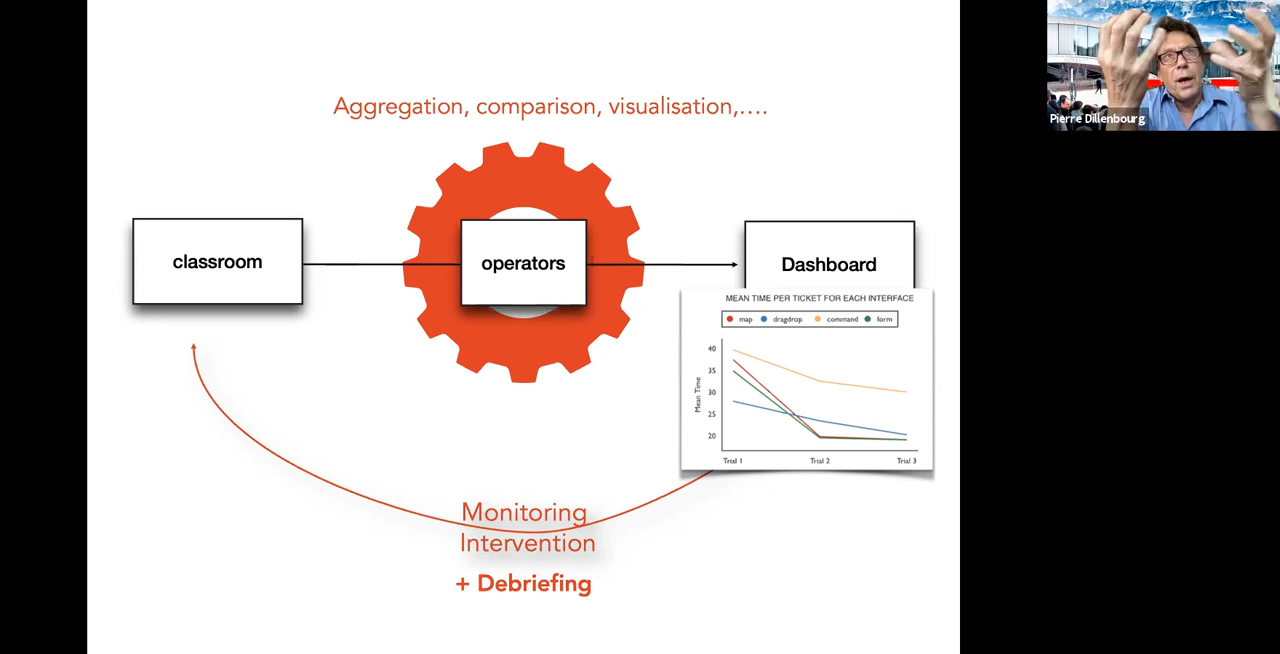 Aggregation, comparison, visualisation,....
classroom
operators
Dashboard
MEAN TIME PER TICKET FOR EACH INTERFACE
map dragdrop command form
40
35
30
25
20
Mean Time
Trial 1 Trial 2 Trial 3
Monitoring
Intervention
+ Debriefing
Pierre Dillenbourg